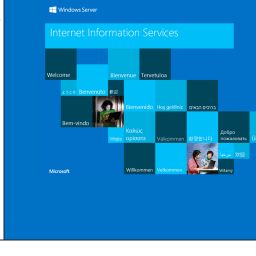 Windows Server
Internet Information Services
Welcome
Bienvenue
Tervetuloa
ようこそ
Benvenuto
歡迎
Bienvenido
Hoş geldiniz
ברוכים הבאים
Bem-vindo
Vítejte
Καλώς
ορίσατε
Välkommen
환영합니다
Добро
пожаловать
مرحبا
欢迎
Microsoft
Willkommen
Velkommen
Witamy